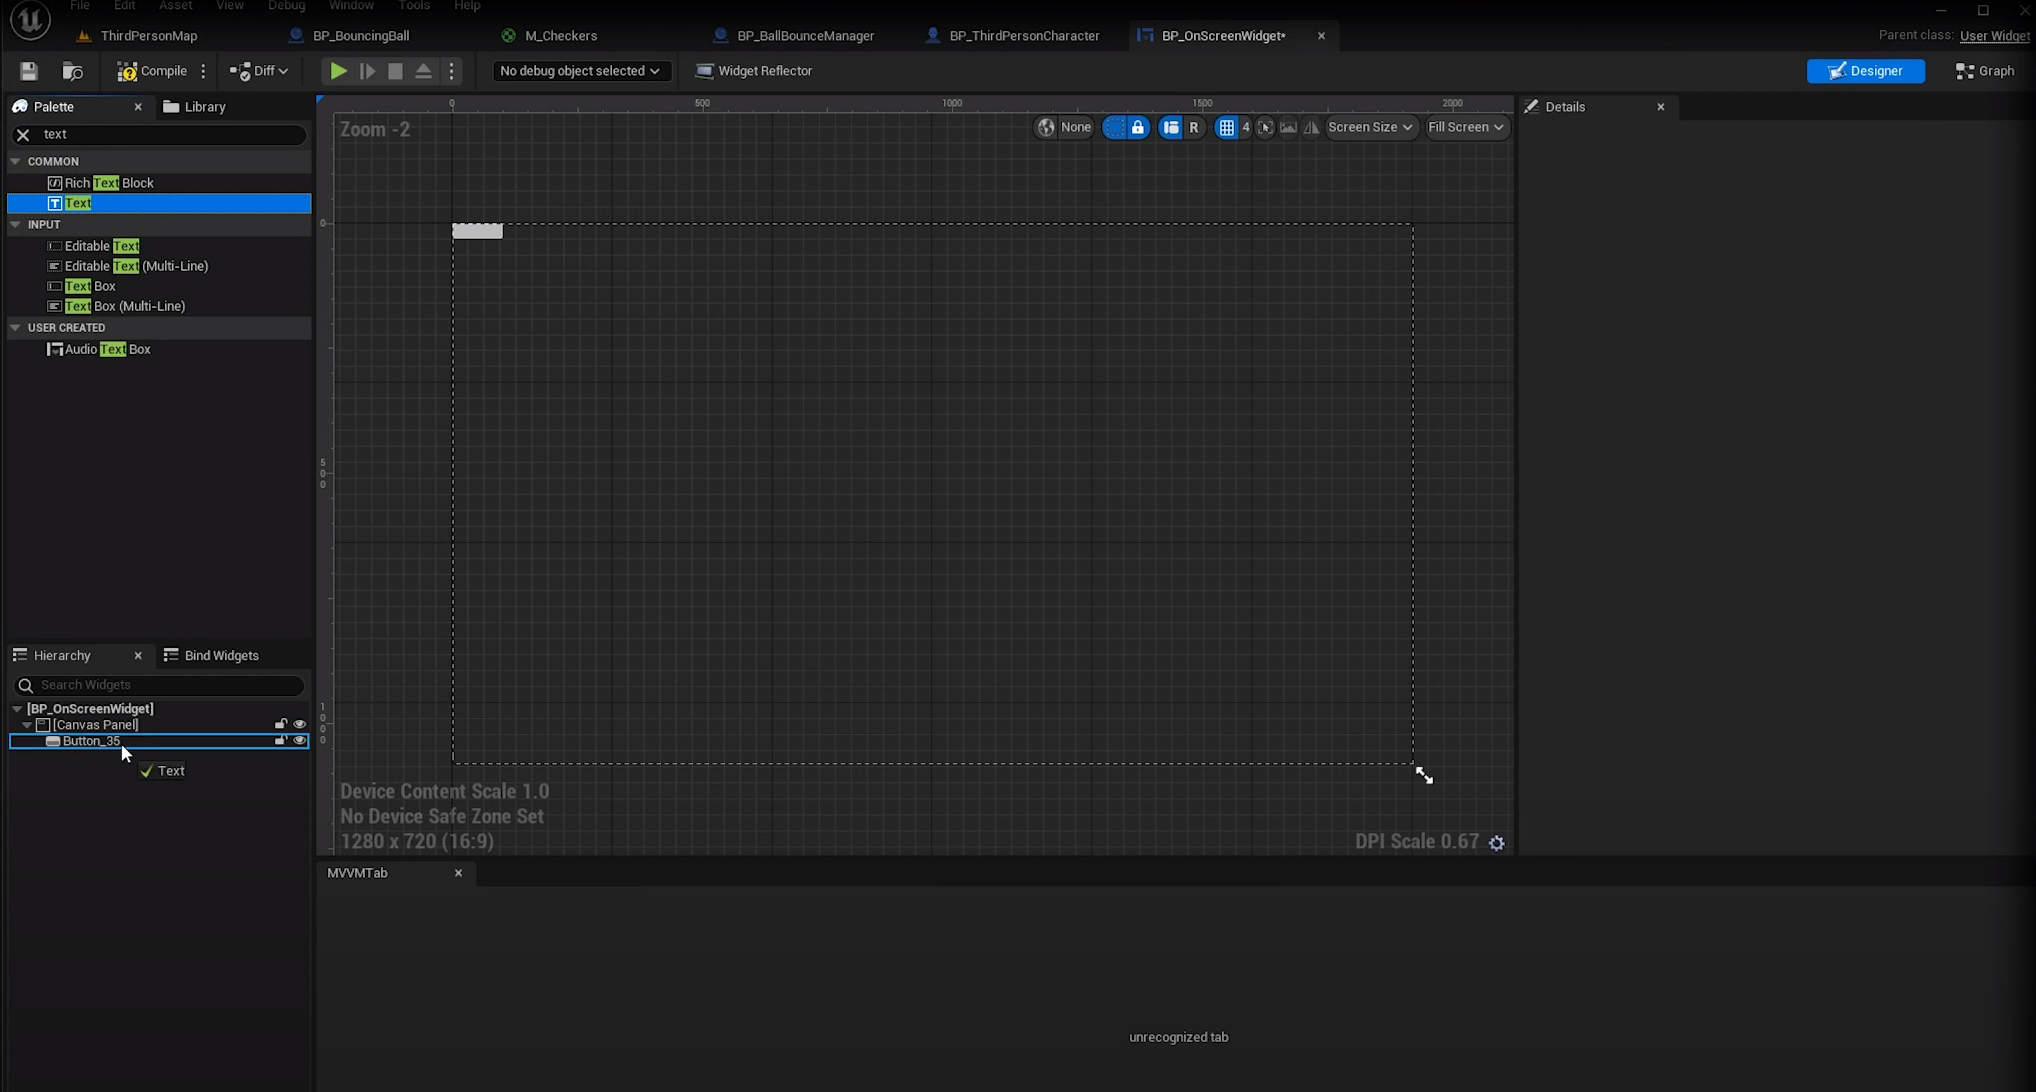 File Edit Asset View Debug Window Tools Help
ThirdPersonMap BP_BouncingBall M_Checkers BP_BallBounceManager BP_ThirdPersonCharacter BP_OnScreenWidget* Parent class: User Widget
Compile Diff No debug object selected Widget Reflector Designer Graph
Palette Library
text
COMMON
Rich Text Block
Text
INPUT
Editable Text
Editable Text (Multi-Line)
Text Box
Text Box (Multi-Line)
USER CREATED
Audio Text Box
0 500 1000 1500 2000
Zoom -2
None R 4 Screen Size Fill Screen
0
500
1000
Device Content Scale 1.0
No Device Safe Zone Set
1280 x 720 (16:9)
DPI Scale 0.67
Details
Hierarchy Bind Widgets
Search Widgets
[BP_OnScreenWidget]
[Canvas Panel]
Button_35
Text
MVVMTab
unrecognized tab